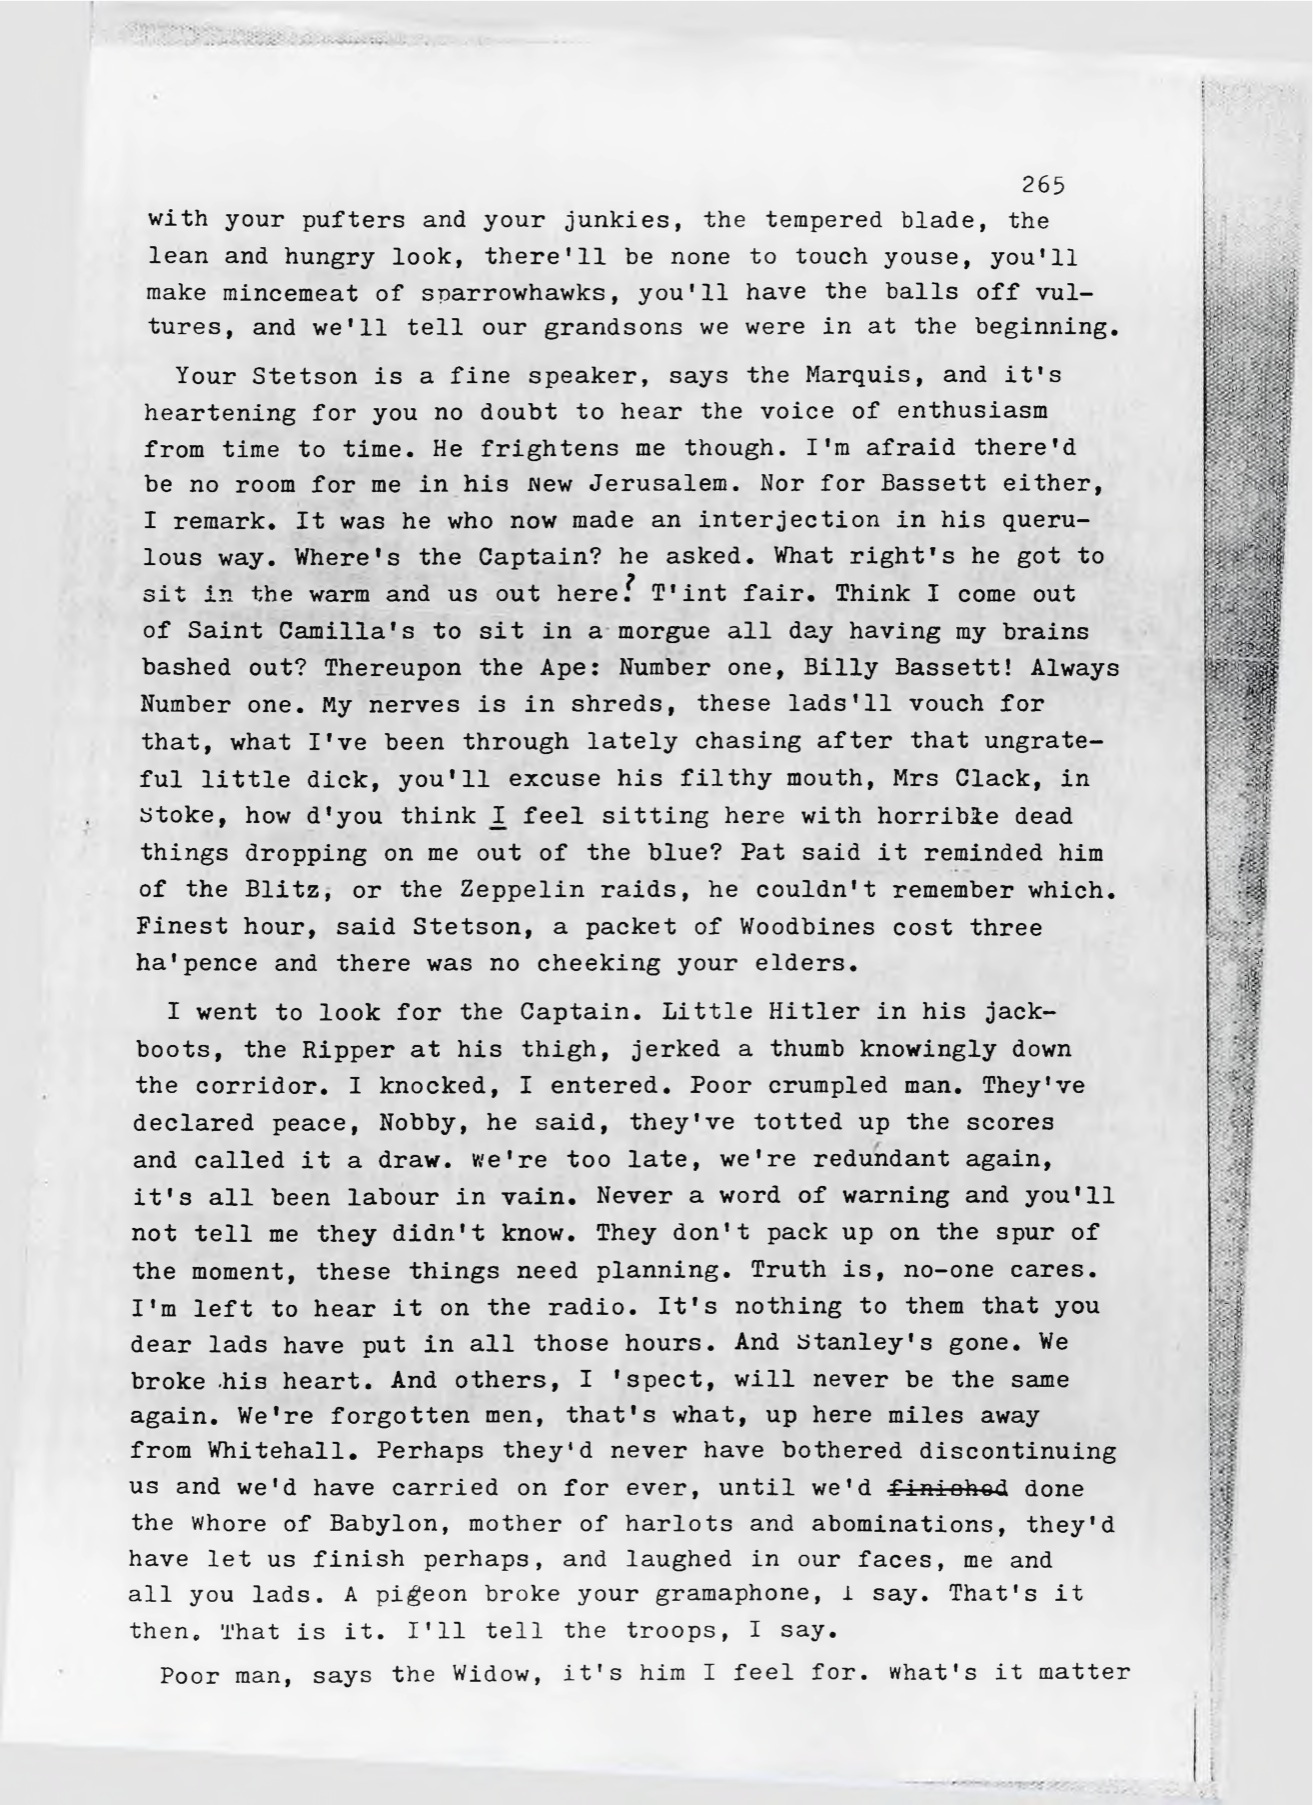 265
with your pufters and your junkies, the tempered blade, the
lean and hungry look, there'll be none to touch youse, you'll
make mincemeat of sparrowhawks, you'll have the balls off vul-
tures, and we'll tell our grandsons we were in at the beginning.
Your Stetson is a fine speaker, says the Marquis, and it's
heartening for you no doubt to hear the voice of enthusiasm
from time to time. He frightens me though. I'm afraid there'd
be no room for me in his New Jerusalem. Nor for Bassett either,
I remark. It was he who now made an interjection in his queru-
lous way. Where's the Captain? he asked. What right's he got to
sit in the warm and us out here? T'int fair. Think I come out
of Saint Camilla's to sit in a morgue all day having my brains
bashed out? Thereupon the Ape: Number one, Billy Bassett! Always
Number one. My nerves is in shreds, these lads'll vouch for
that, what I've been through lately chasing after that ungrate-
ful little dick, you'll excuse his filthy mouth, Mrs Clack, in
Stoke, how d'you think I feel sitting here with horrible dead
things dropping on me out of the blue? Pat said it reminded him
of the Blitz, or the Zeppelin raids, he couldn't remember which.
Finest hour, said Stetson, a packet of Woodbines cost three
ha'pence and there was no cheeking your elders.
I went to look for the Captain. Little Hitler in his jack-
boots, the Ripper at his thigh, jerked a thumb knowingly down
the corridor. I knocked, I entered. Poor crumpled man. They've
declared peace, Nobby, he said, they've totted up the scores
and called it a draw. We're too late, we're redundant again,
it's all been labour in vain. Never a word of warning and you'll
not tell me they didn't know. They don't pack up on the spur of
the moment, these things need planning. Truth is, no-one cares.
I'm left to hear it on the radio. It's nothing to them that you
dear lads have put in all those hours. And Stanley's gone. We
broke his heart. And others, I 'spect, will never be the same
again. We're forgotten men, that's what, up here miles away
from Whitehall. Perhaps they'd never have bothered discontinuing
us and we'd have carried on for ever, until we'd finished done
the Whore of Babylon, mother of harlots and abominations, they'd
have let us finish perhaps, and laughed in our faces, me and
all you lads. A pigeon broke your gramaphone, I say. That's it
then. That is it. I'll tell the troops, I say.
Poor man, says the Widow, it's him I feel for. What's it matter